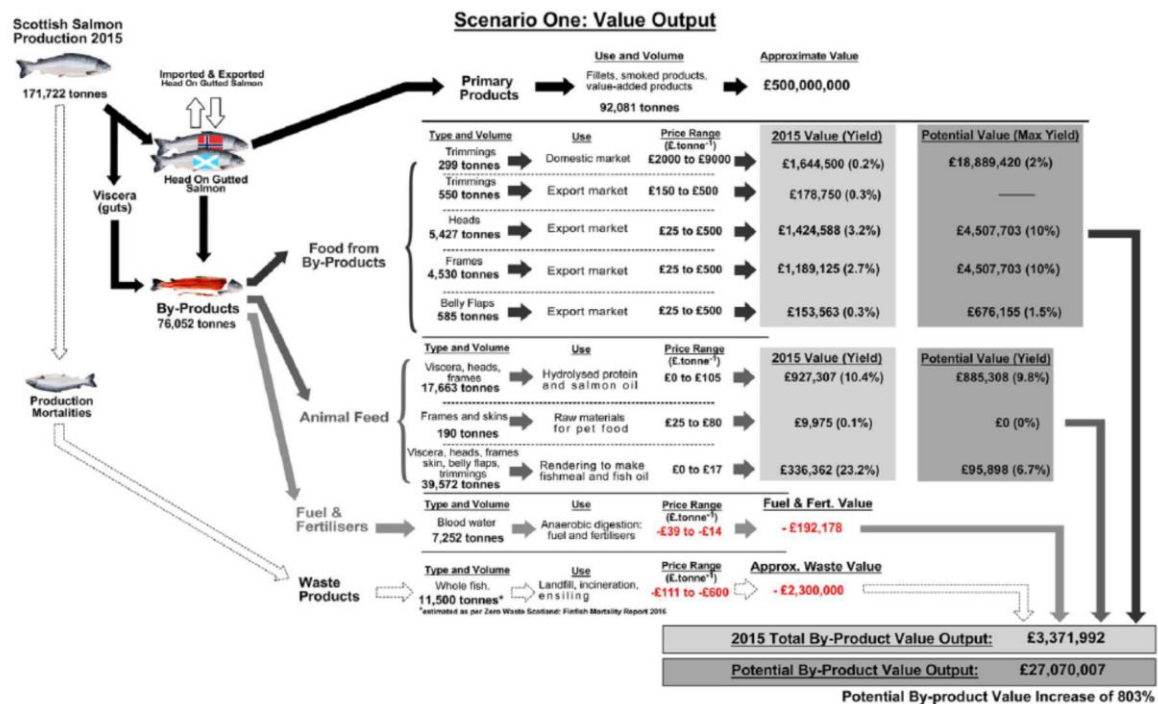 Scenario One: Value Output
Scottish Salmon
Production 2015
171,722 tonnes
Imported & Exported
Head On Gutted Salmon
Head On Gutted
Salmon
Viscera
(guts)
By-Products
76,052 tonnes
Production
Mortalities
Primary
Products
Use and Volume
Fillets, smoked products,
value-added products
92,081 tonnes
Approximate Value
£500,000,000
Food from
By-Products
Type and Volume Use Price Range 2015 Value (Yield) Potential Value (Max Yield)
(£.tonne⁻¹)
Trimmings
299 tonnes Domestic market £2000 to £9000 £1,644,500 (0.2%) £18,889,420 (2%)
Trimmings
550 tonnes Export market £150 to £500 £178,750 (0.3%) ——
Heads
5,427 tonnes Export market £25 to £500 £1,424,588 (3.2%) £4,507,703 (10%)
Frames
4,530 tonnes Export market £25 to £500 £1,189,125 (2.7%) £4,507,703 (10%)
Belly Flaps
585 tonnes Export market £25 to £500 £153,563 (0.3%) £676,155 (1.5%)
Animal Feed
Type and Volume Use Price Range 2015 Value (Yield) Potential Value (Yield)
(£.tonne⁻¹)
Viscera, heads,
frames
17,663 tonnes
Hydrolysed protein
and salmon oil
£0 to £105 £927,307 (10.4%) £885,308 (9.8%)
Frames and skins
190 tonnes
Raw materials
for pet food
£25 to £80 £9,975 (0.1%) £0 (0%)
Viscera, heads, frames
skin, belly flaps,
trimmings
39,572 tonnes
Rendering to make
fishmeal and fish oil
£0 to £17 £336,362 (23.2%) £95,898 (6.7%)
Fuel &
Fertilisers
Type and Volume Use Price Range Fuel & Fert. Value
(£.tonne⁻¹)
Blood water
7,252 tonnes
Anaerobic digestion:
fuel and fertilisers
-£39 to -£14 - £192,178
Waste
Products
Type and Volume Use Price Range Approx. Waste Value
(£.tonne⁻¹)
Whole fish.
11,500 tonnes*
Landfill, incineration,
ensiling
-£111 to -£600 - £2,300,000
*estimated as per Zero Waste Scotland: Finfish Mortality Report 2016
2015 Total By-Product Value Output: £3,371,992
Potential By-Product Value Output: £27,070,007
Potential By-product Value Increase of 803%